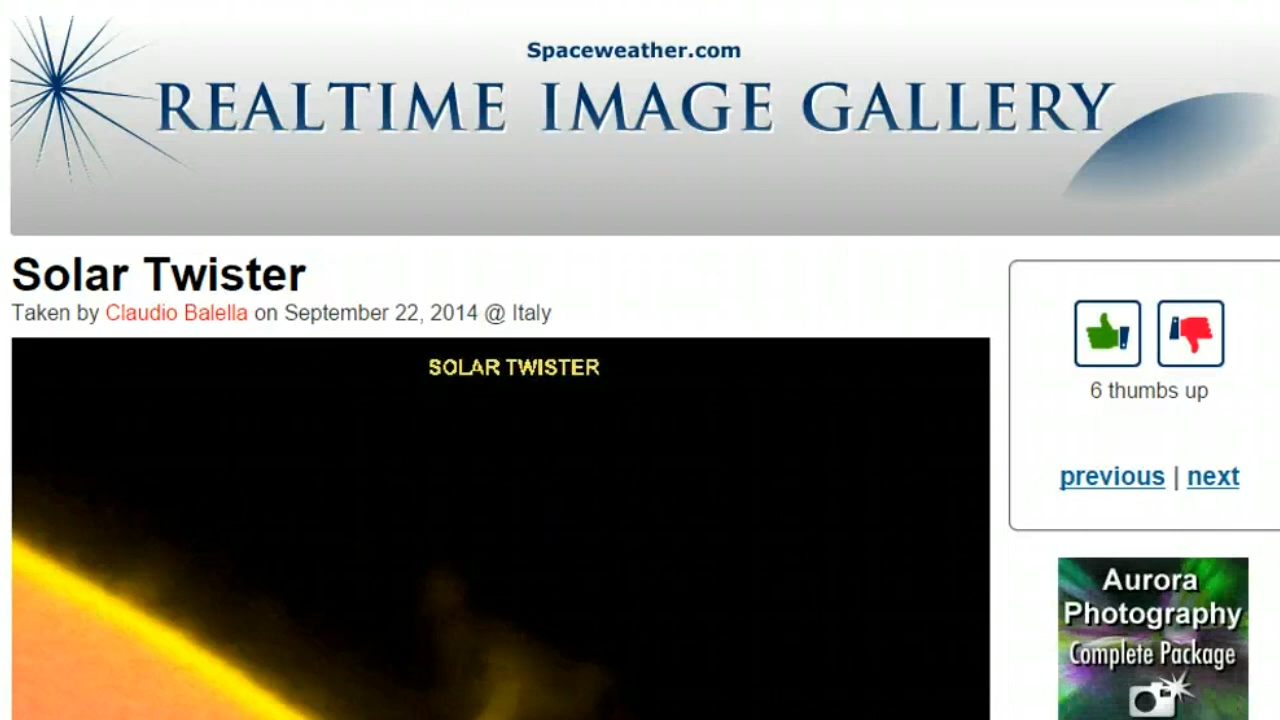 Spaceweather.com
REALTIME IMAGE GALLERY
Solar Twister
Taken by Claudio Balella on September 22, 2014 @ Italy
SOLAR TWISTER
6 thumbs up
previous | next
Aurora
Photography
Complete Package